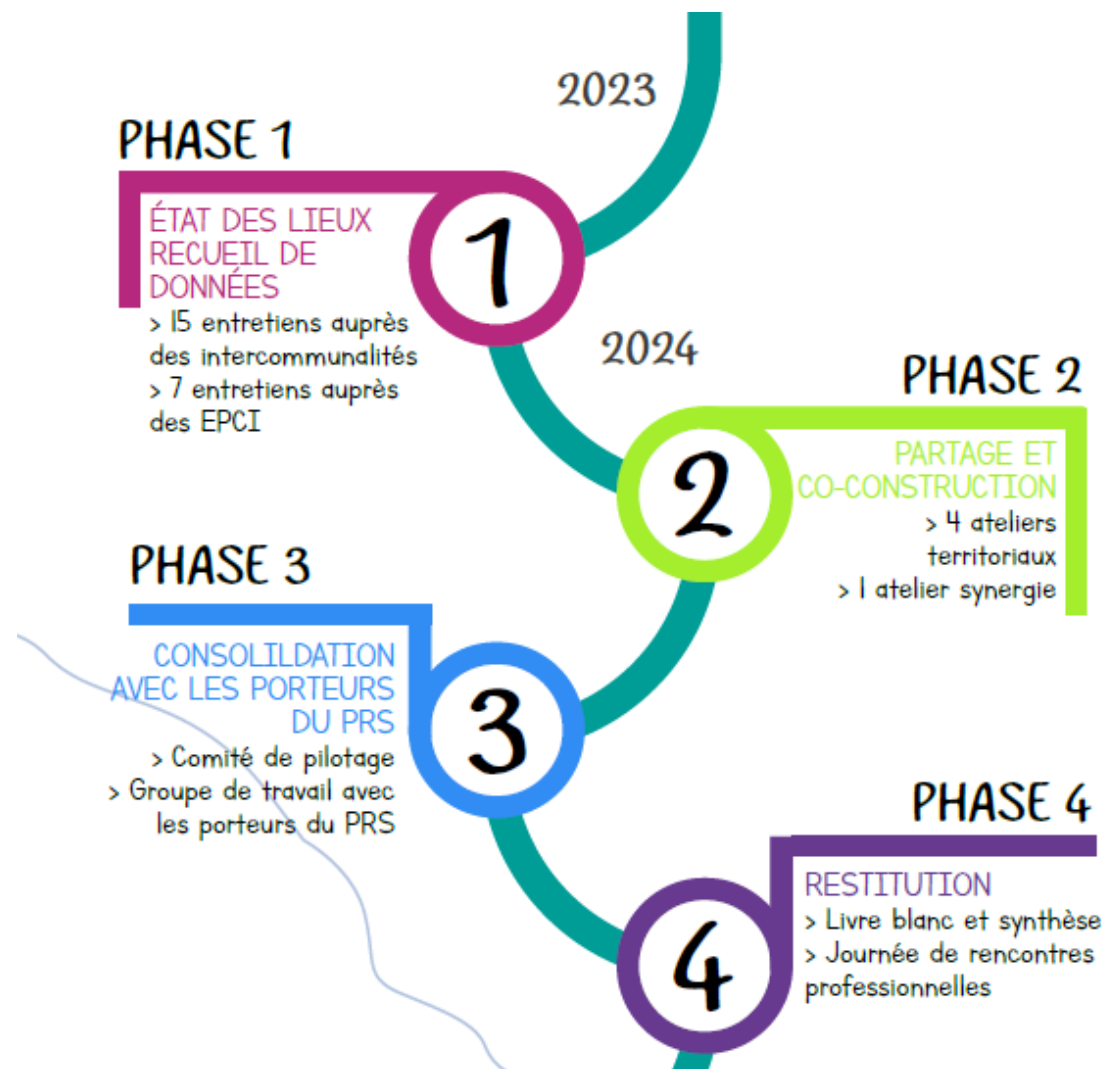 2023
PHASE 1
1
ÉTAT DES LIEUX
RECUEIL DE
DONNÉES
> 15 entretiens auprès
des intercommunalités
> 7 entretiens auprès
des EPCI
2024
PHASE 2
2
PARTAGE ET
CO-CONSTRUCTION
> 4 ateliers
territoriaux
> 1 atelier synergie
PHASE 3
3
CONSOLILDATION
AVEC LES PORTEURS
DU PRS
> Comité de pilotage
> Groupe de travail avec
les porteurs du PRS
PHASE 4
4
RESTITUTION
> Livre blanc et synthèse
> Journée de rencontres
professionnelles